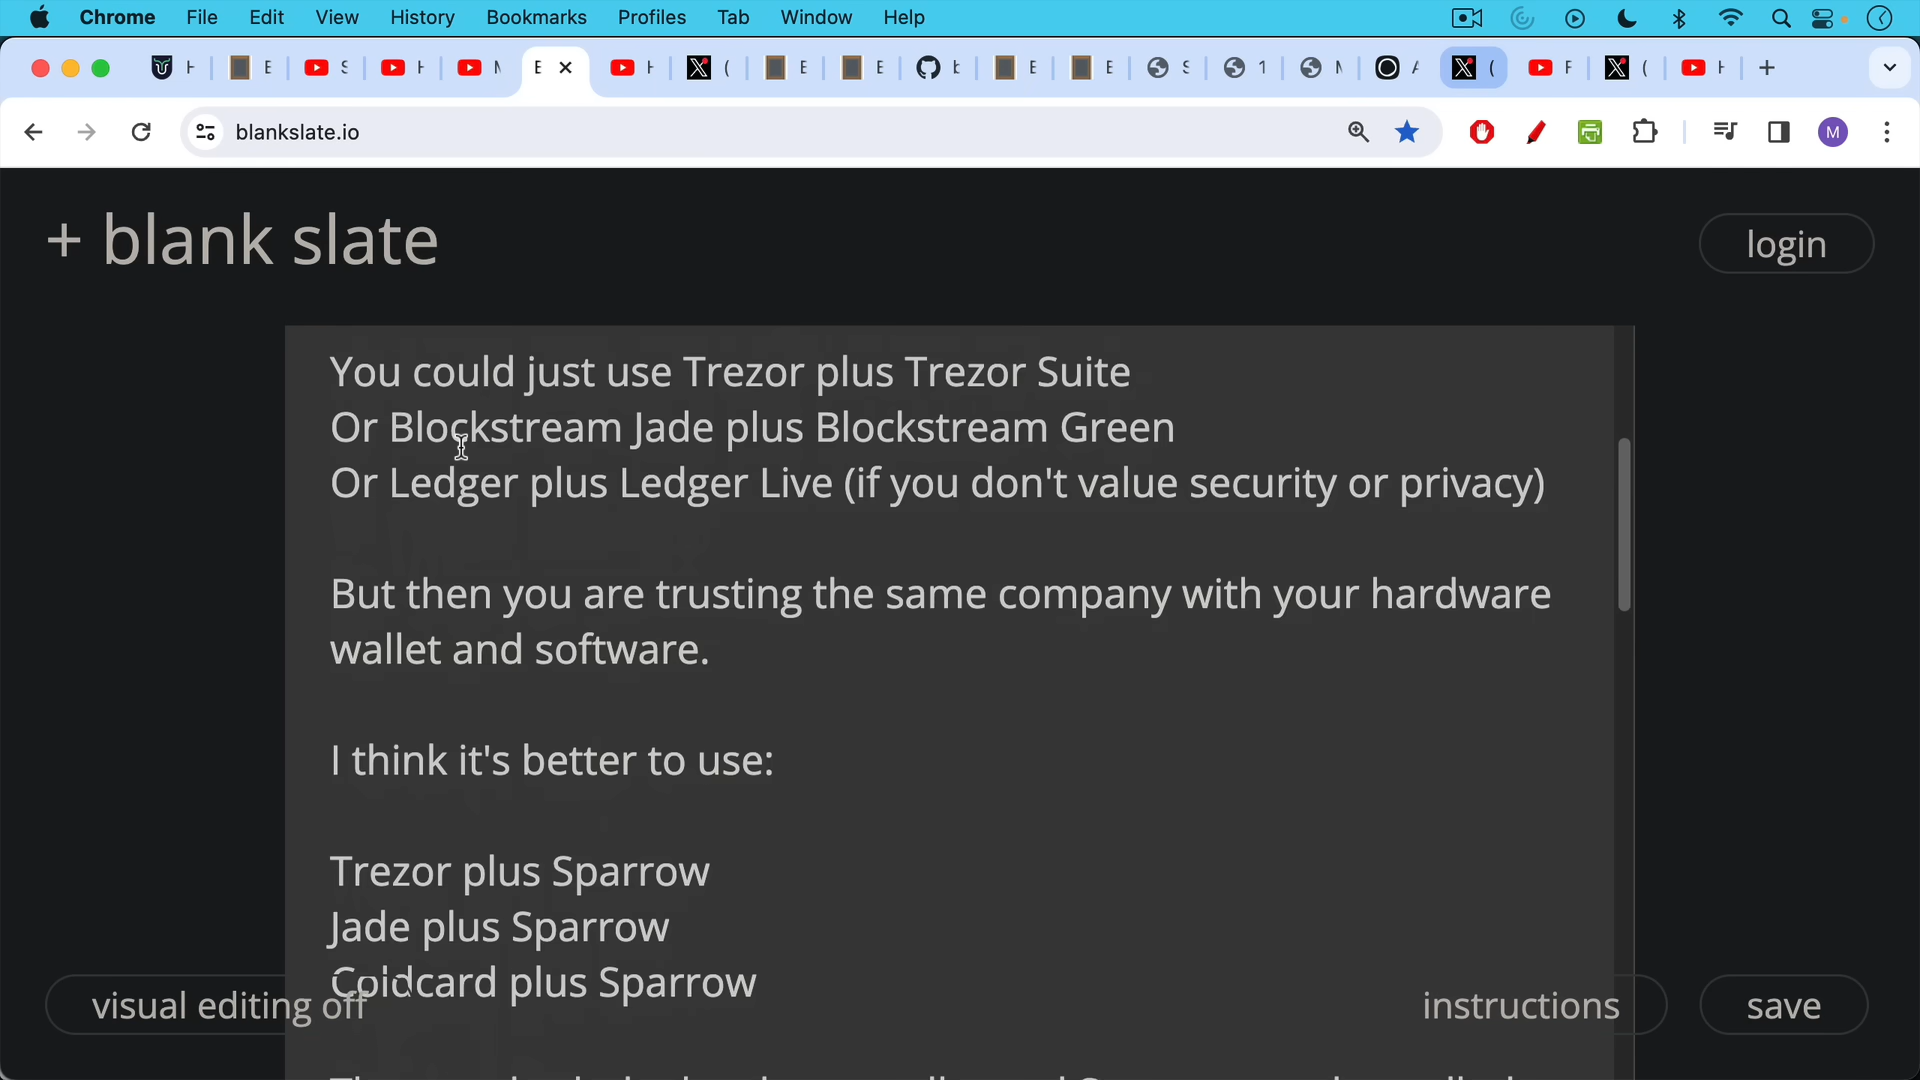 Chrome File Edit View History Bookmarks Profiles Tab Window Help
blankslate.io
M
+ blank slate
login
You could just use Trezor plus Trezor Suite
Or Blockstream Jade plus Blockstream Green
Or Ledger plus Ledger Live (if you don't value security or privacy)
But then you are trusting the same company with your hardware
wallet and software.
I think it's better to use:
Trezor plus Sparrow
Jade plus Sparrow
Coldcard plus Sparrow
visual editing off
instructions
save